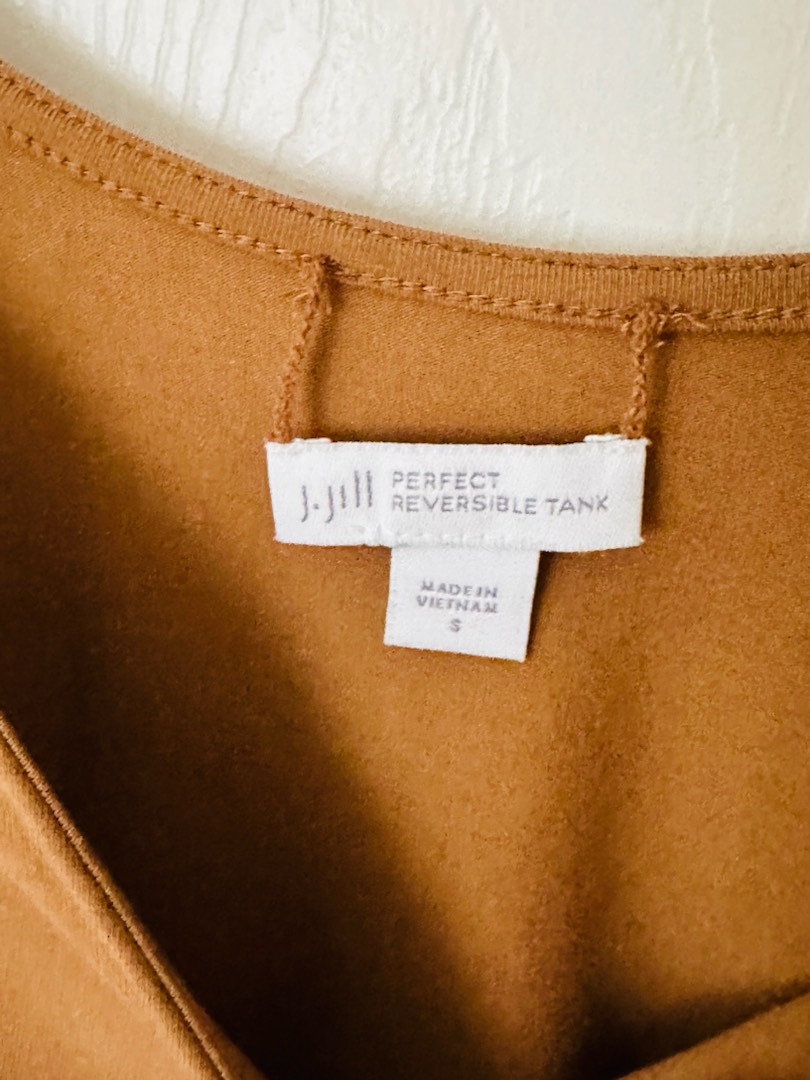 J.Jill PERFECT
REVERSIBLE TANK
MADE IN
VIETNAM
S